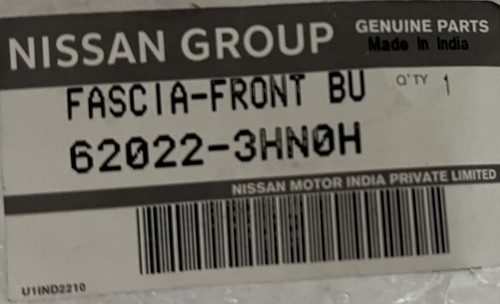 NISSAN GROUP
GENUINE PARTS
Made in India
FASCIA-FRONT BU
Q'TY 1
62022-3HN0H
NISSAN MOTOR INDIA PRIVATE LIMITED
U1IND2210